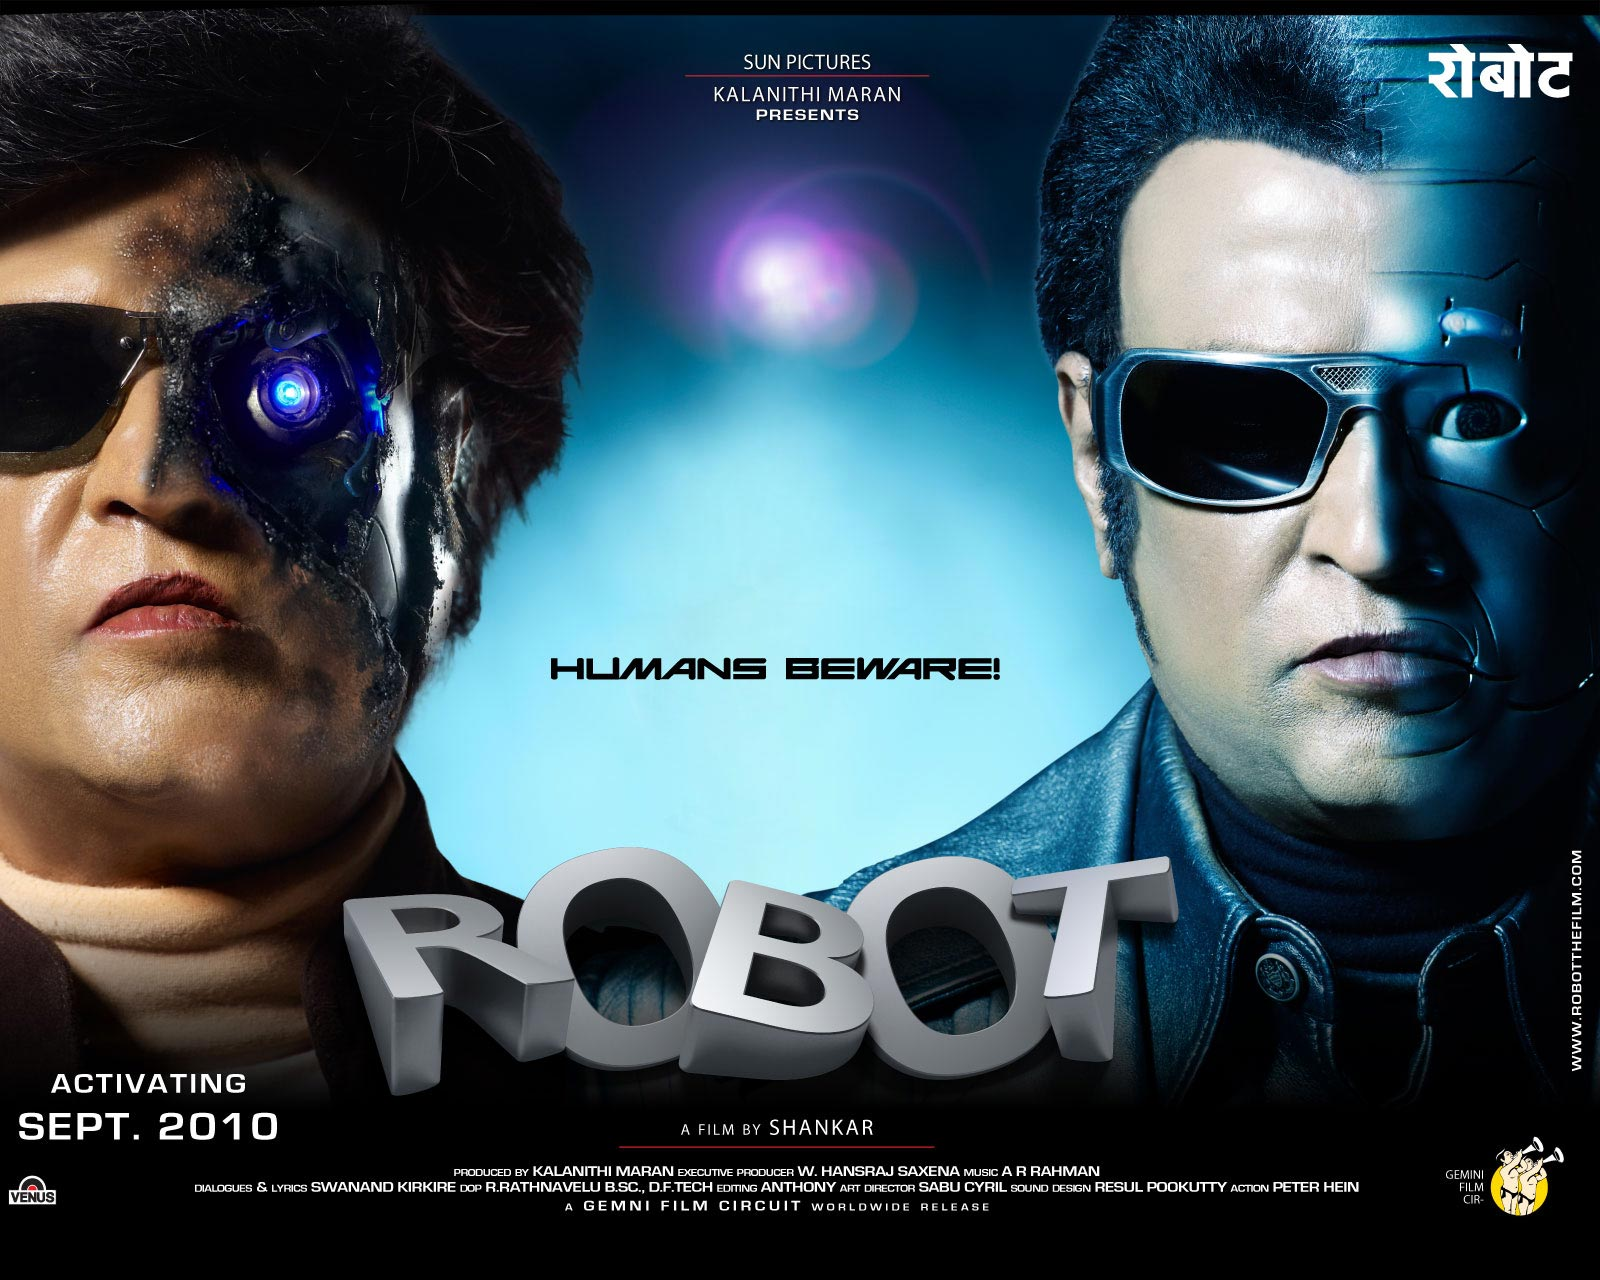 SUN PICTURES
KALANITHI MARAN
PRESENTS
रोबोट
HUMANS BEWARE!
ROBOT
WWW.ROBOTTHEFILM.COM
ACTIVATING
SEPT. 2010
A FILM BY SHANKAR
PRODUCED BY KALANITHI MARAN EXECUTIVE PRODUCER W. HANSRAJ SAXENA MUSIC A R RAHMAN
DIALOGUES & LYRICS SWANAND KIRKIRE DOP R.RATHNAVELU B.SC., D.F.TECH EDITING ANTHONY ART DIRECTOR SABU CYRIL SOUND DESIGN RESUL POOKUTTY ACTION PETER HEIN
A GEMNI FILM CIRCUIT WORLDWIDE RELEASE
VENUS
GEMINI
FILM
CIR-